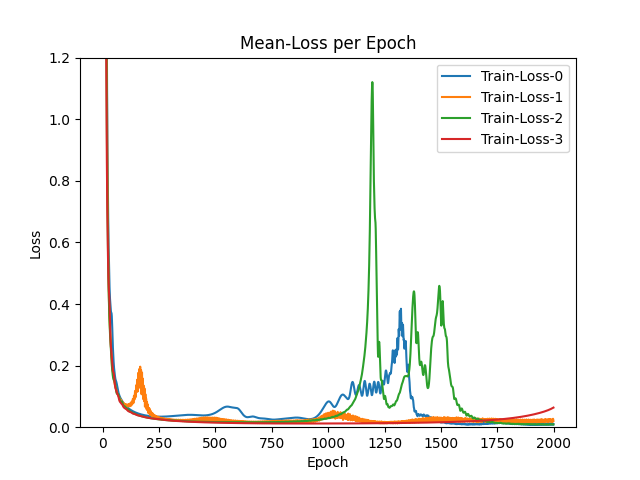 Mean-Loss per Epoch
1.2
1.0
0.8
0.6
0.4
0.2
0.0
Loss
Train-Loss-0
Train-Loss-1
Train-Loss-2
Train-Loss-3
0 250 500 750 1000 1250 1500 1750 2000
Epoch